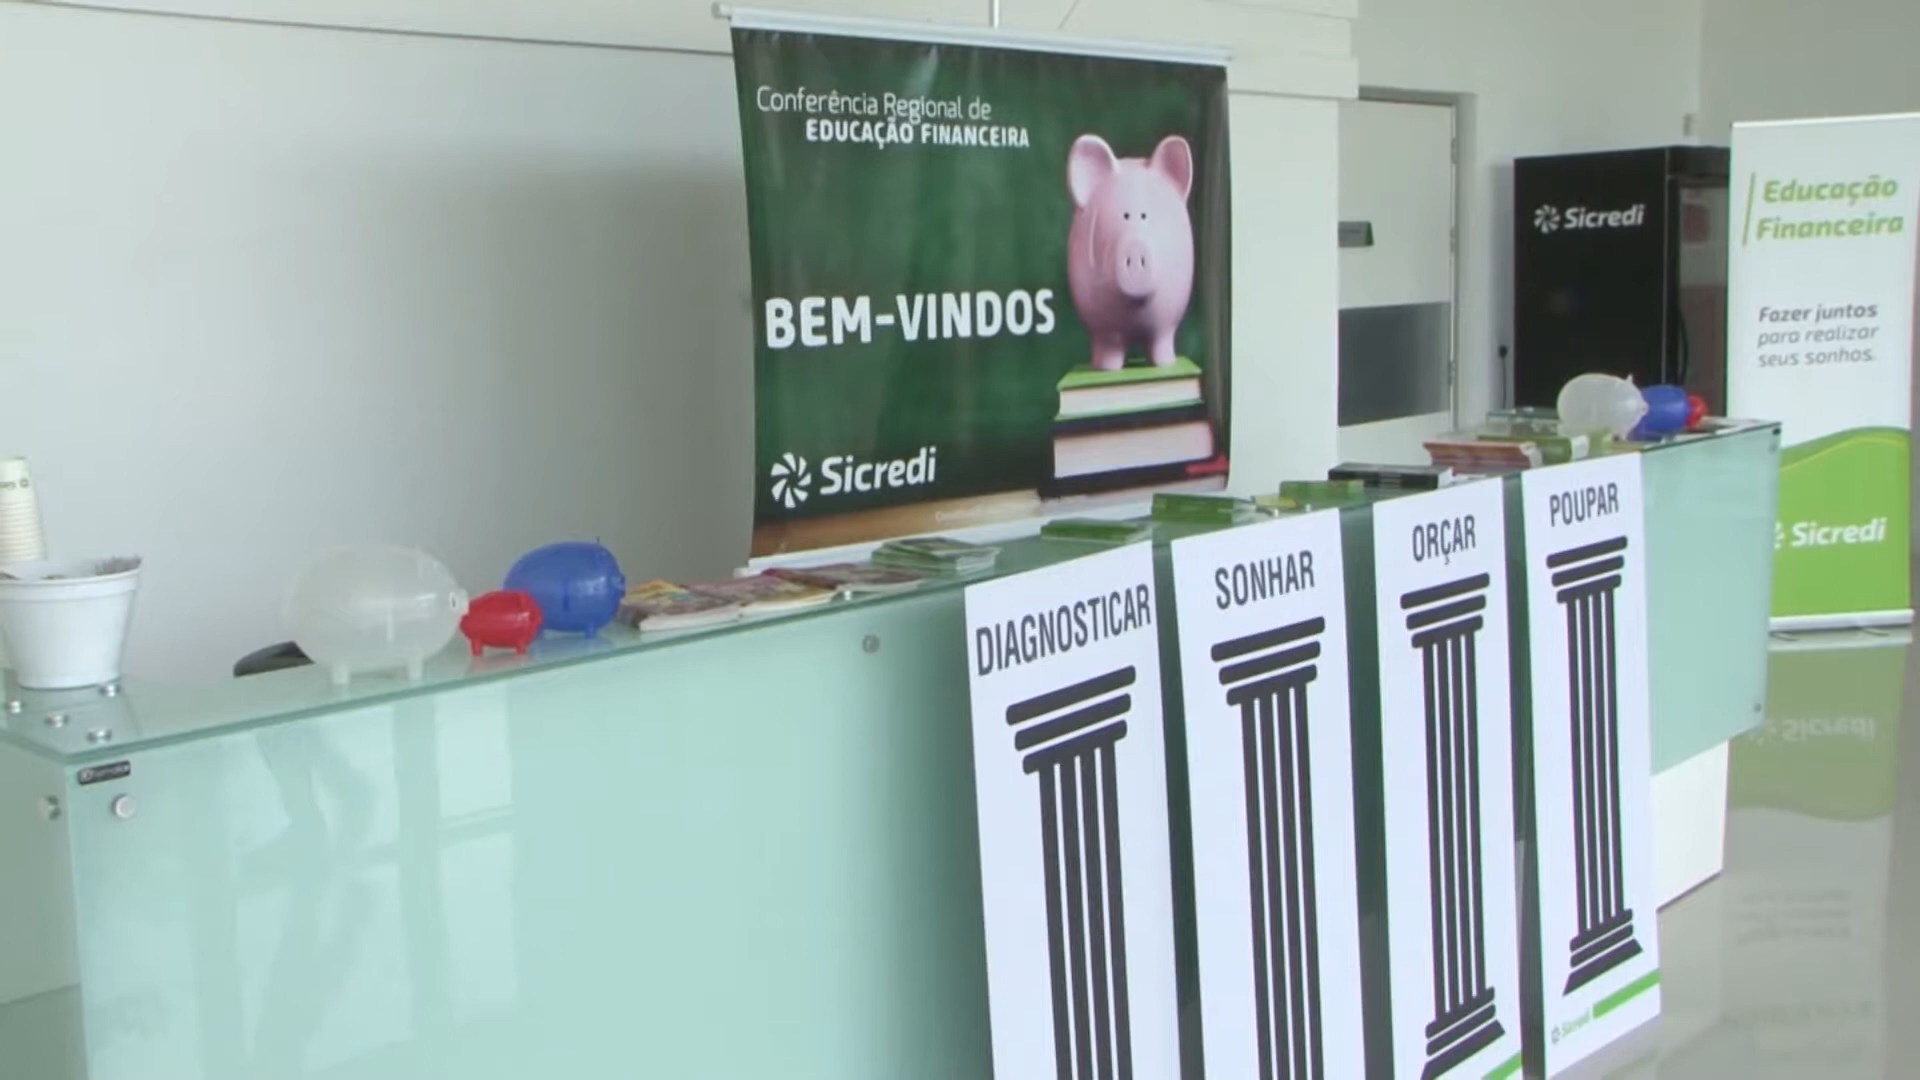 Conferência Regional de
EDUCAÇÃO FINANCEIRA
BEM-VINDOS
Sicredi
Sicredi
Educação
Financeira
Fazer juntos
para realizar
seus sonhos.
Sicredi
DIAGNOSTICAR
SONHAR
ORÇAR
POUPAR
Sicredi
Sicredi